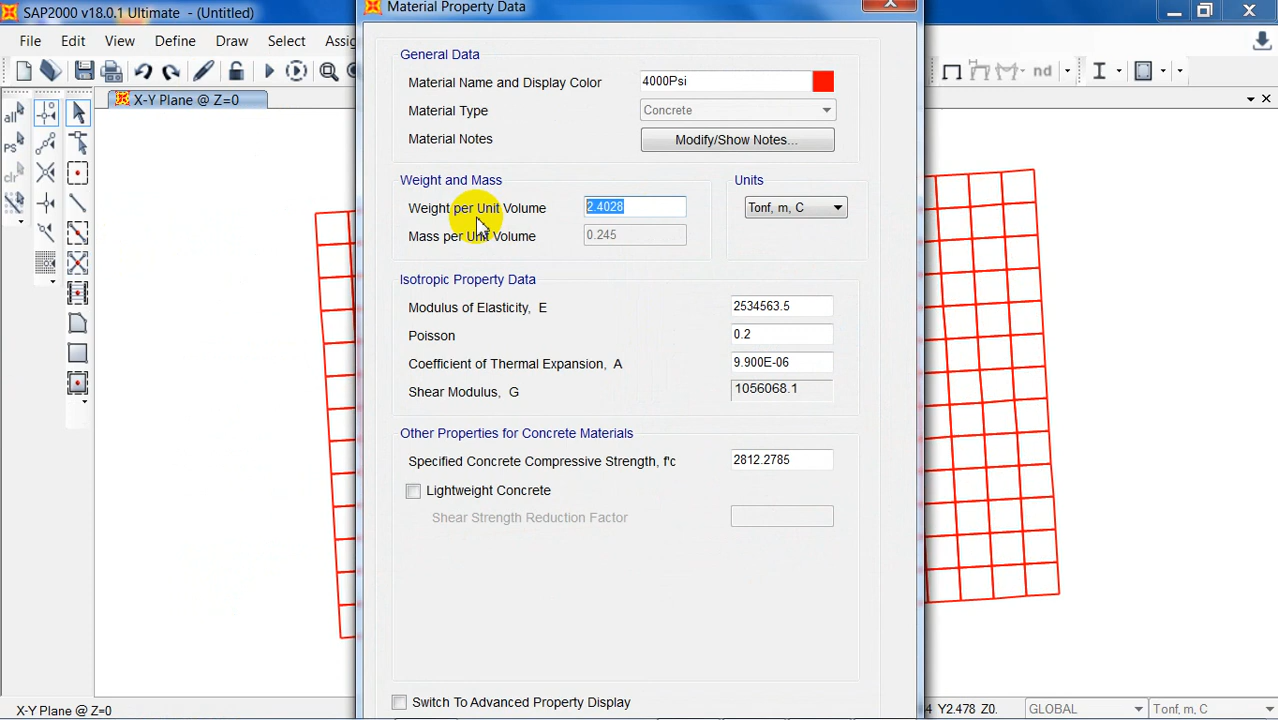 SAP2000 v18.0.1 Ultimate - (Untitled)
Material Property Data
File Edit View Define Draw Select
nd
X-Y Plane @ Z=0
all
General Data
Material Name and Display Color 4000Psi
Material Type Concrete
Material Notes Modify/Show Notes...
Weight and Mass Units
Weight per Unit Volume 2.4028 Tonf, m, C
Mass per Unit Volume 0.245
Isotropic Property Data
Modulus of Elasticity, E 2534563.5
Poisson 0.2
Coefficient of Thermal Expansion, A 9.900E-06
Shear Modulus, G 1056068.1
Other Properties for Concrete Materials
Specified Concrete Compressive Strength, f'c 2812.2785
Lightweight Concrete
Shear Strength Reduction Factor
Switch To Advanced Property Display
X-Y Plane @ Z=0 Y2.478 Z0. GLOBAL Tonf, m, C